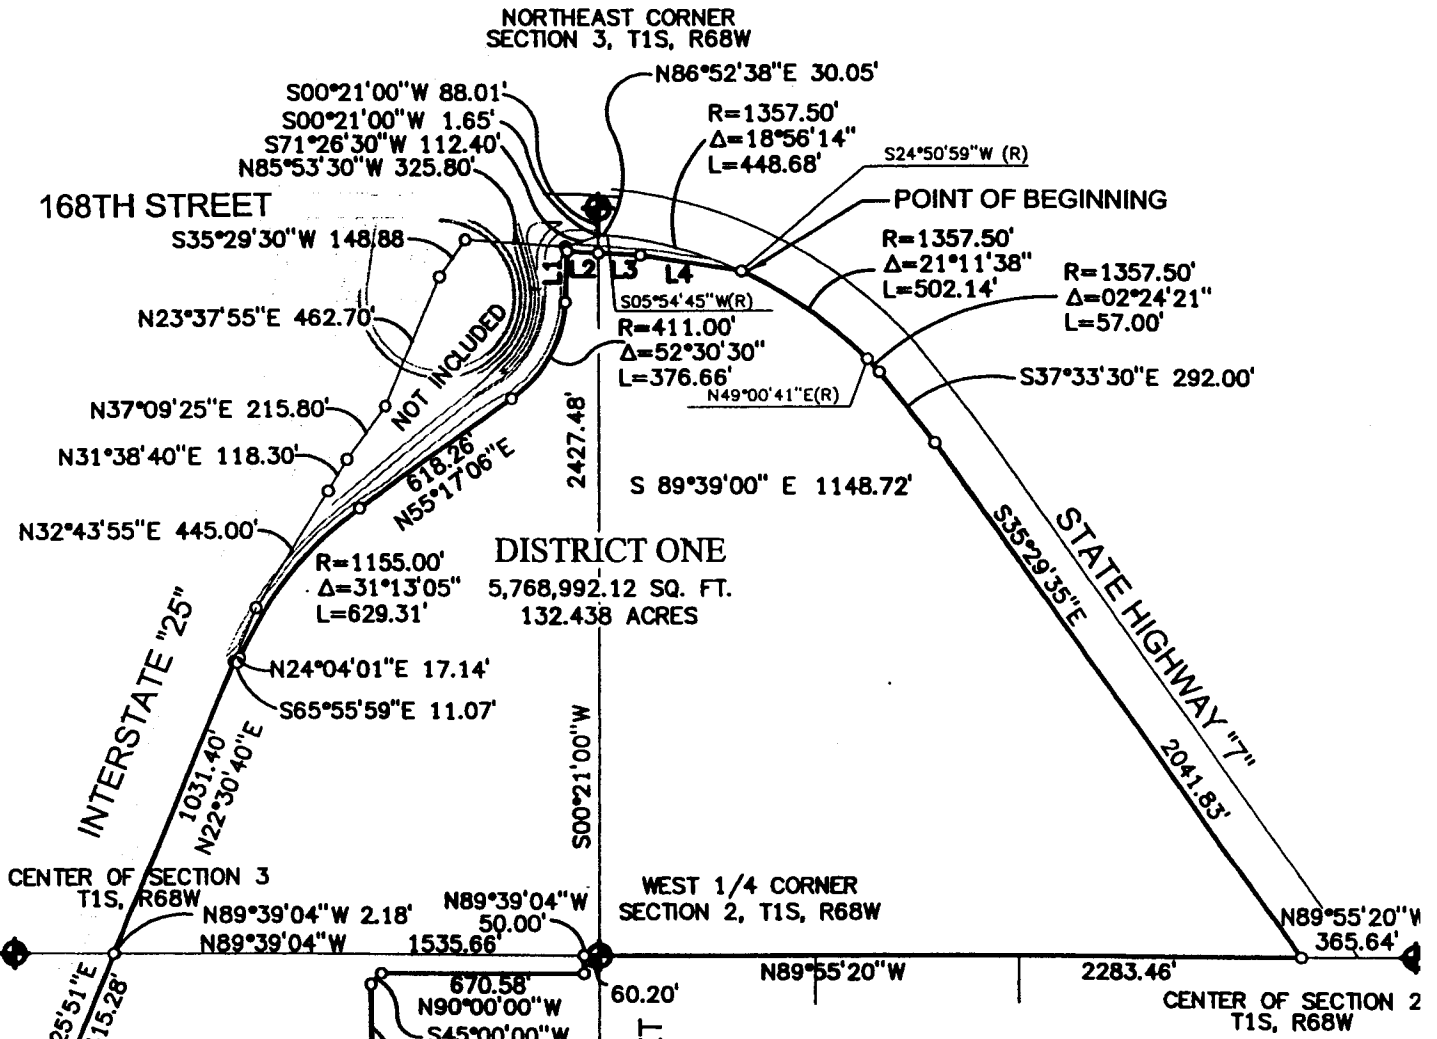 NORTHEAST CORNER
SECTION 3, T1S, R68W
N86°52'38"E 30.05'
S00°21'00"W 88.01'
S00°21'00"W 1.65'
S71°26'30"W 112.40'
N85°53'30"W 325.80'
R=1357.50'
Δ=18°56'14"
L=448.68'
S24°50'59"W (R)
POINT OF BEGINNING
168TH STREET
S35°29'30"W 148.88
R=1357.50'
Δ=21°11'38"
L=502.14'
R=1357.50'
Δ=02°24'21"
L=57.00'
L1
L2
L3
L4
S05°54'45"W(R)
N23°37'55"E 462.70'
NOT INCLUDED
R=411.00'
Δ=52°30'30"
L=376.66'
N49°00'41"E(R)
S37°33'30"E 292.00'
N37°09'25"E 215.80'
N31°38'40"E 118.30'
618.26'
N55°17'06"E
2427.48'
S 89°39'00" E 1148.72'
N32°43'55"E 445.00'
DISTRICT ONE
5,768,992.12 SQ. FT.
132.438 ACRES
R=1155.00'
Δ=31°13'05"
L=629.31'
S35°29'35"E
STATE HIGHWAY "7"
2041.83'
INTERSTATE "25"
N24°04'01"E 17.14'
S65°55'59"E 11.07'
1031.40'
N22°30'40"E
S00°21'00"W
CENTER OF SECTION 3
T1S, R68W
N89°39'04"W 2.18'
N89°39'04"W
50.00'
WEST 1/4 CORNER
SECTION 2, T1S, R68W
N89°39'04"W 1535.66'
N89°55'20"W
365.64'
N89°55'20"W 2283.46'
670.58'
N90°00'00"W
S45°00'00"W
60.20'
CENTER OF SECTION 2
T1S, R68W
25'51"E
15.28'